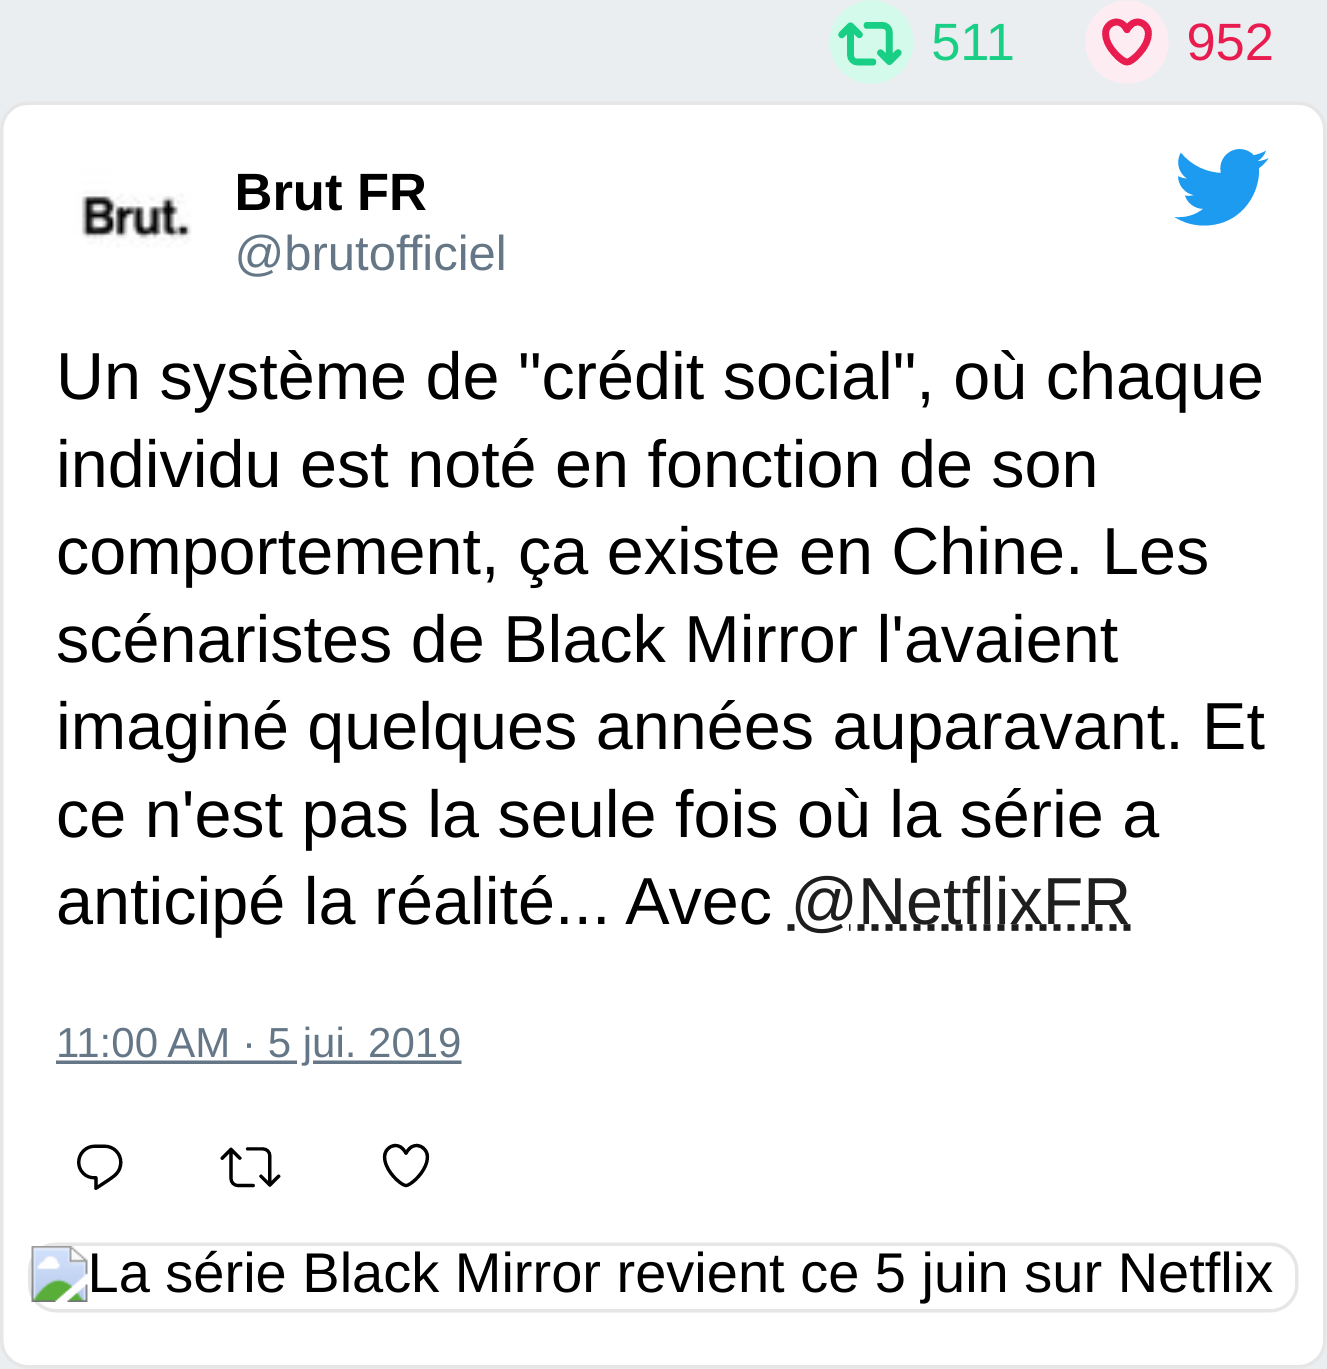 511 952
Brut.
Brut FR
@brutofficiel
Un système de "crédit social", où chaque
individu est noté en fonction de son
comportement, ça existe en Chine. Les
scénaristes de Black Mirror l'avaient
imaginé quelques années auparavant. Et
ce n'est pas la seule fois où la série a
anticipé la réalité... Avec @NetflixFR
11:00 AM · 5 jui. 2019
La série Black Mirror revient ce 5 juin sur Netflix